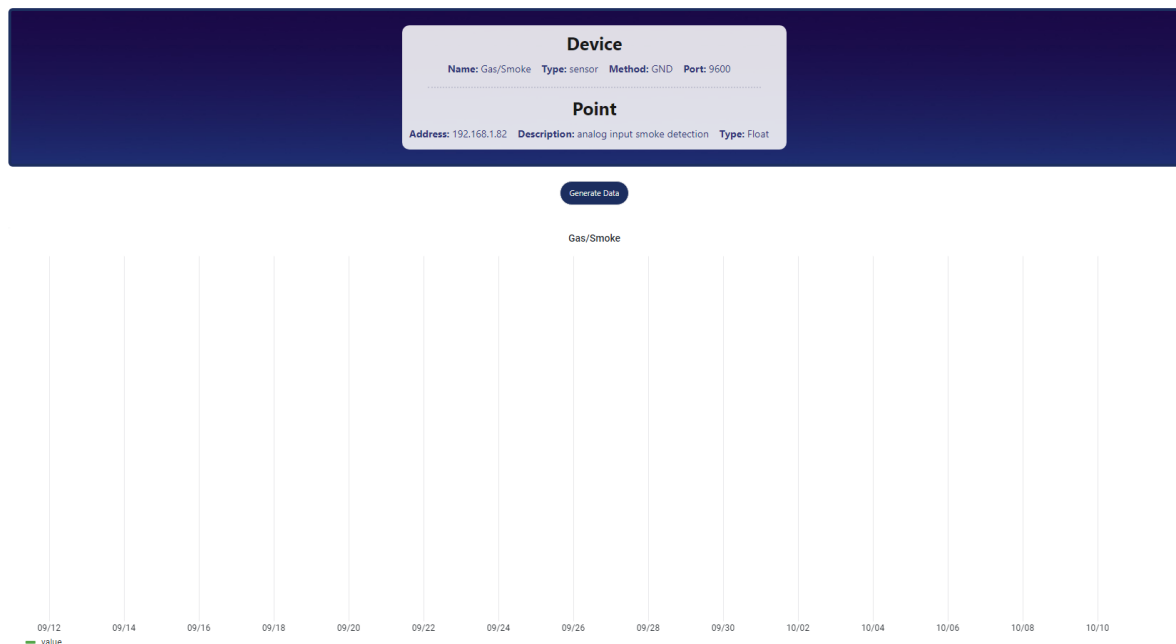 Device
Name: Gas/Smoke Type: sensor Method: GND Port: 9600
Point
Address: 192.168.1.82 Description: analog input smoke detection Type: Float
Generate Data
Gas/Smoke
09/12 09/14 09/16 09/18 09/20 09/22 09/24 09/26 09/28 09/30 10/02 10/04 10/06 10/08 10/10
value